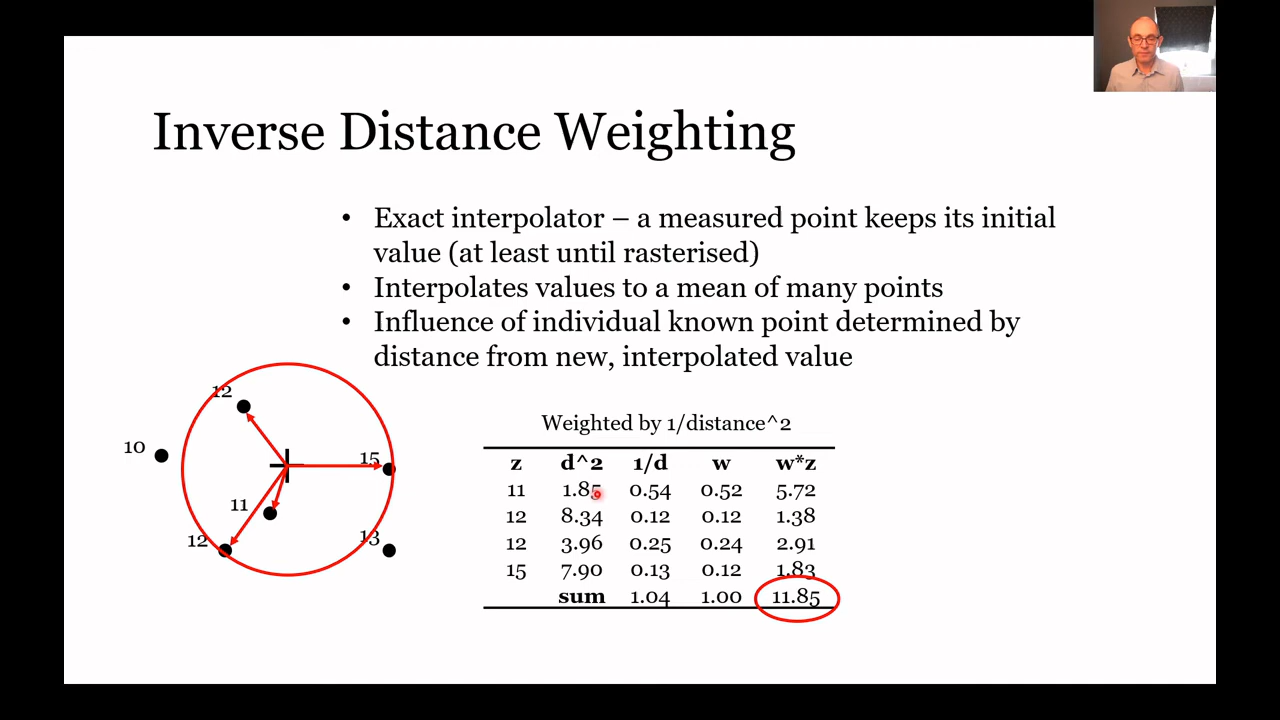 Inverse Distance Weighting
• Exact interpolator – a measured point keeps its initial
value (at least until rasterised)
• Interpolates values to a mean of many points
• Influence of individual known point determined by
distance from new, interpolated value
12
10
15
11
12
13
Weighted by 1/distance^2
z d^2 1/d w w*z
11 1.85 0.54 0.52 5.72
12 8.34 0.12 0.12 1.38
12 3.96 0.25 0.24 2.91
15 7.90 0.13 0.12 1.83
sum 1.04 1.00 11.85